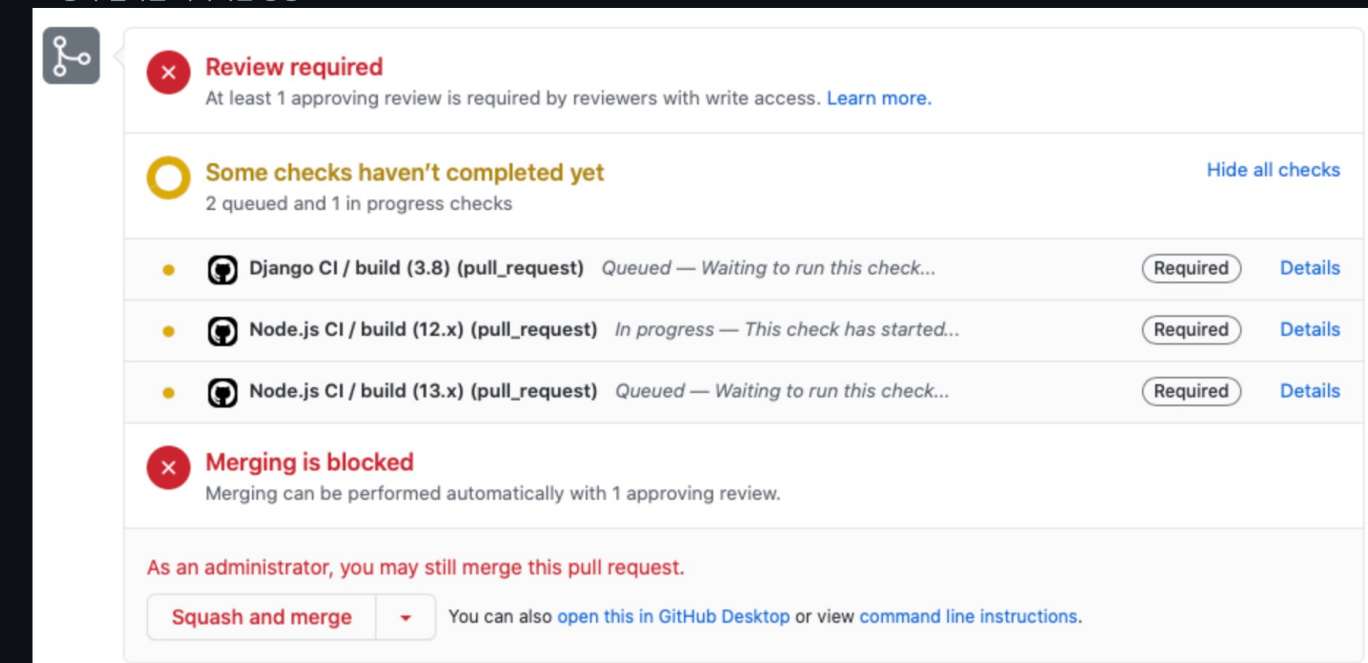 Review required
At least 1 approving review is required by reviewers with write access. Learn more.
Some checks haven't completed yet
Hide all checks
2 queued and 1 in progress checks
Django CI / build (3.8) (pull_request) Queued — Waiting to run this check... Required Details
Node.js CI / build (12.x) (pull_request) In progress — This check has started... Required Details
Node.js CI / build (13.x) (pull_request) Queued — Waiting to run this check... Required Details
Merging is blocked
Merging can be performed automatically with 1 approving review.
As an administrator, you may still merge this pull request.
Squash and merge You can also open this in GitHub Desktop or view command line instructions.